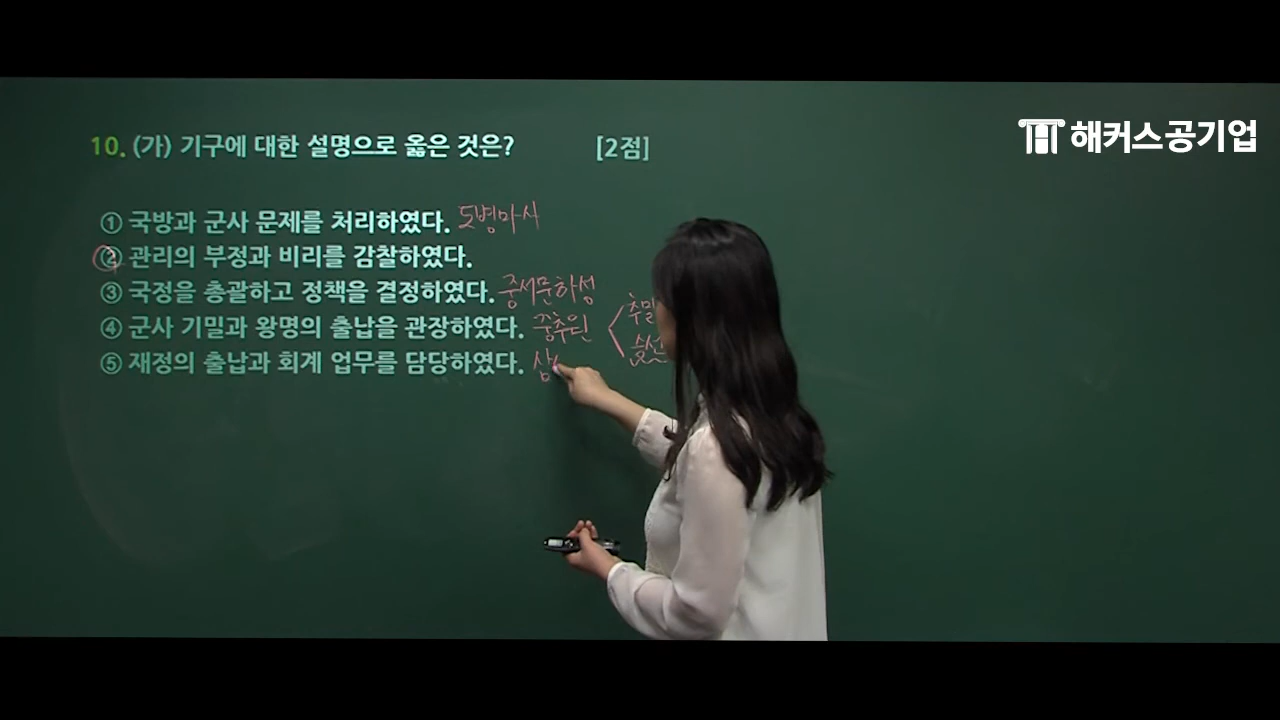 해커스공기업
10. (가) 기구에 대한 설명으로 옳은 것은? [2점]
① 국방과 군사 문제를 처리하였다. 도병마사
② 관리의 부정과 비리를 감찰하였다.
③ 국정을 총괄하고 정책을 결정하였다. 중서문하성
④ 군사 기밀과 왕명의 출납을 관장하였다. 중추원 추밀 승선
⑤ 재정의 출납과 회계 업무를 담당하였다. 삼